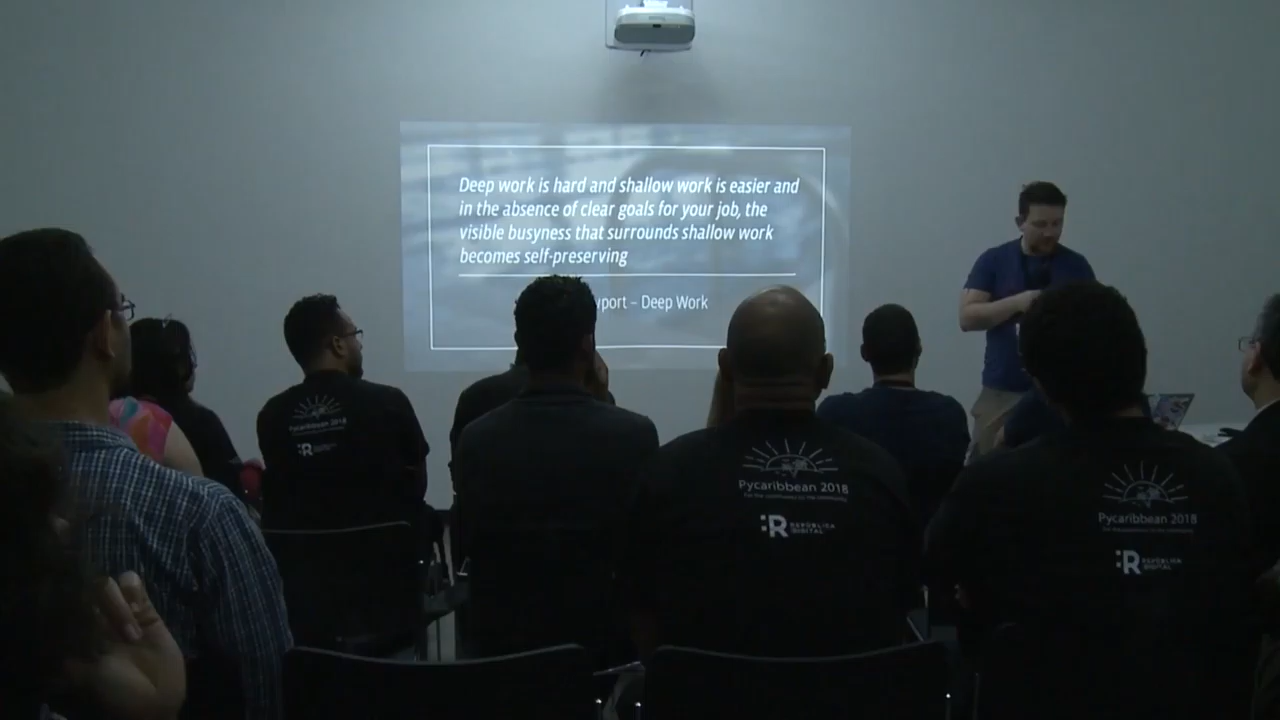 Deep work is hard and shallow work is easier and
in the absence of clear goals for your job, the
visible busyness that surrounds shallow work
becomes self-preserving
– Deep Work
Pycaribbean 2018
R
Pycaribbean 2018
:R REPÚBLICA
DIGITAL
Pycaribbean 2018
:R REPÚBLICA
DIGITAL